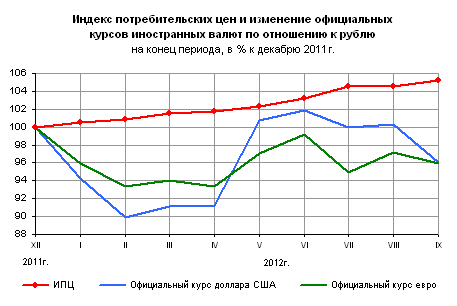 Индекс потребительских цен и изменение официальных
курсов иностранных валют по отношению к рублю
на конец периода, в % к декабрю 2011г.
106
104
102
100
98
96
94
92
90
88
XII I II III IV V VI VII VIII IX
2011г. 2012г.
ИПЦ Официальный курс доллара США Официальный курс евро